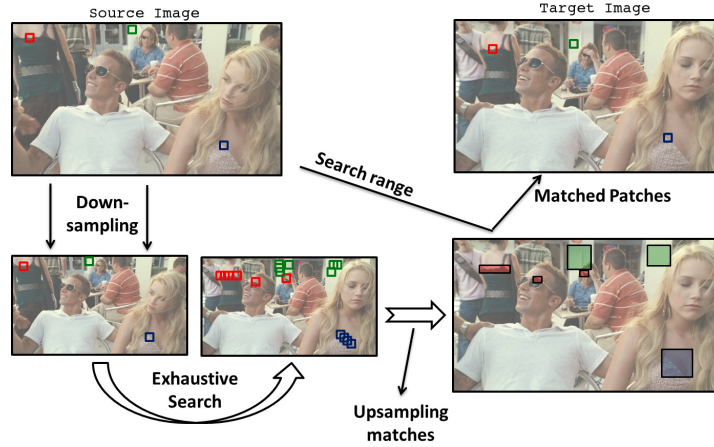 Source Image
Target Image
Search range
Matched Patches
Down-
sampling
Exhaustive
Search
Upsampling
matches